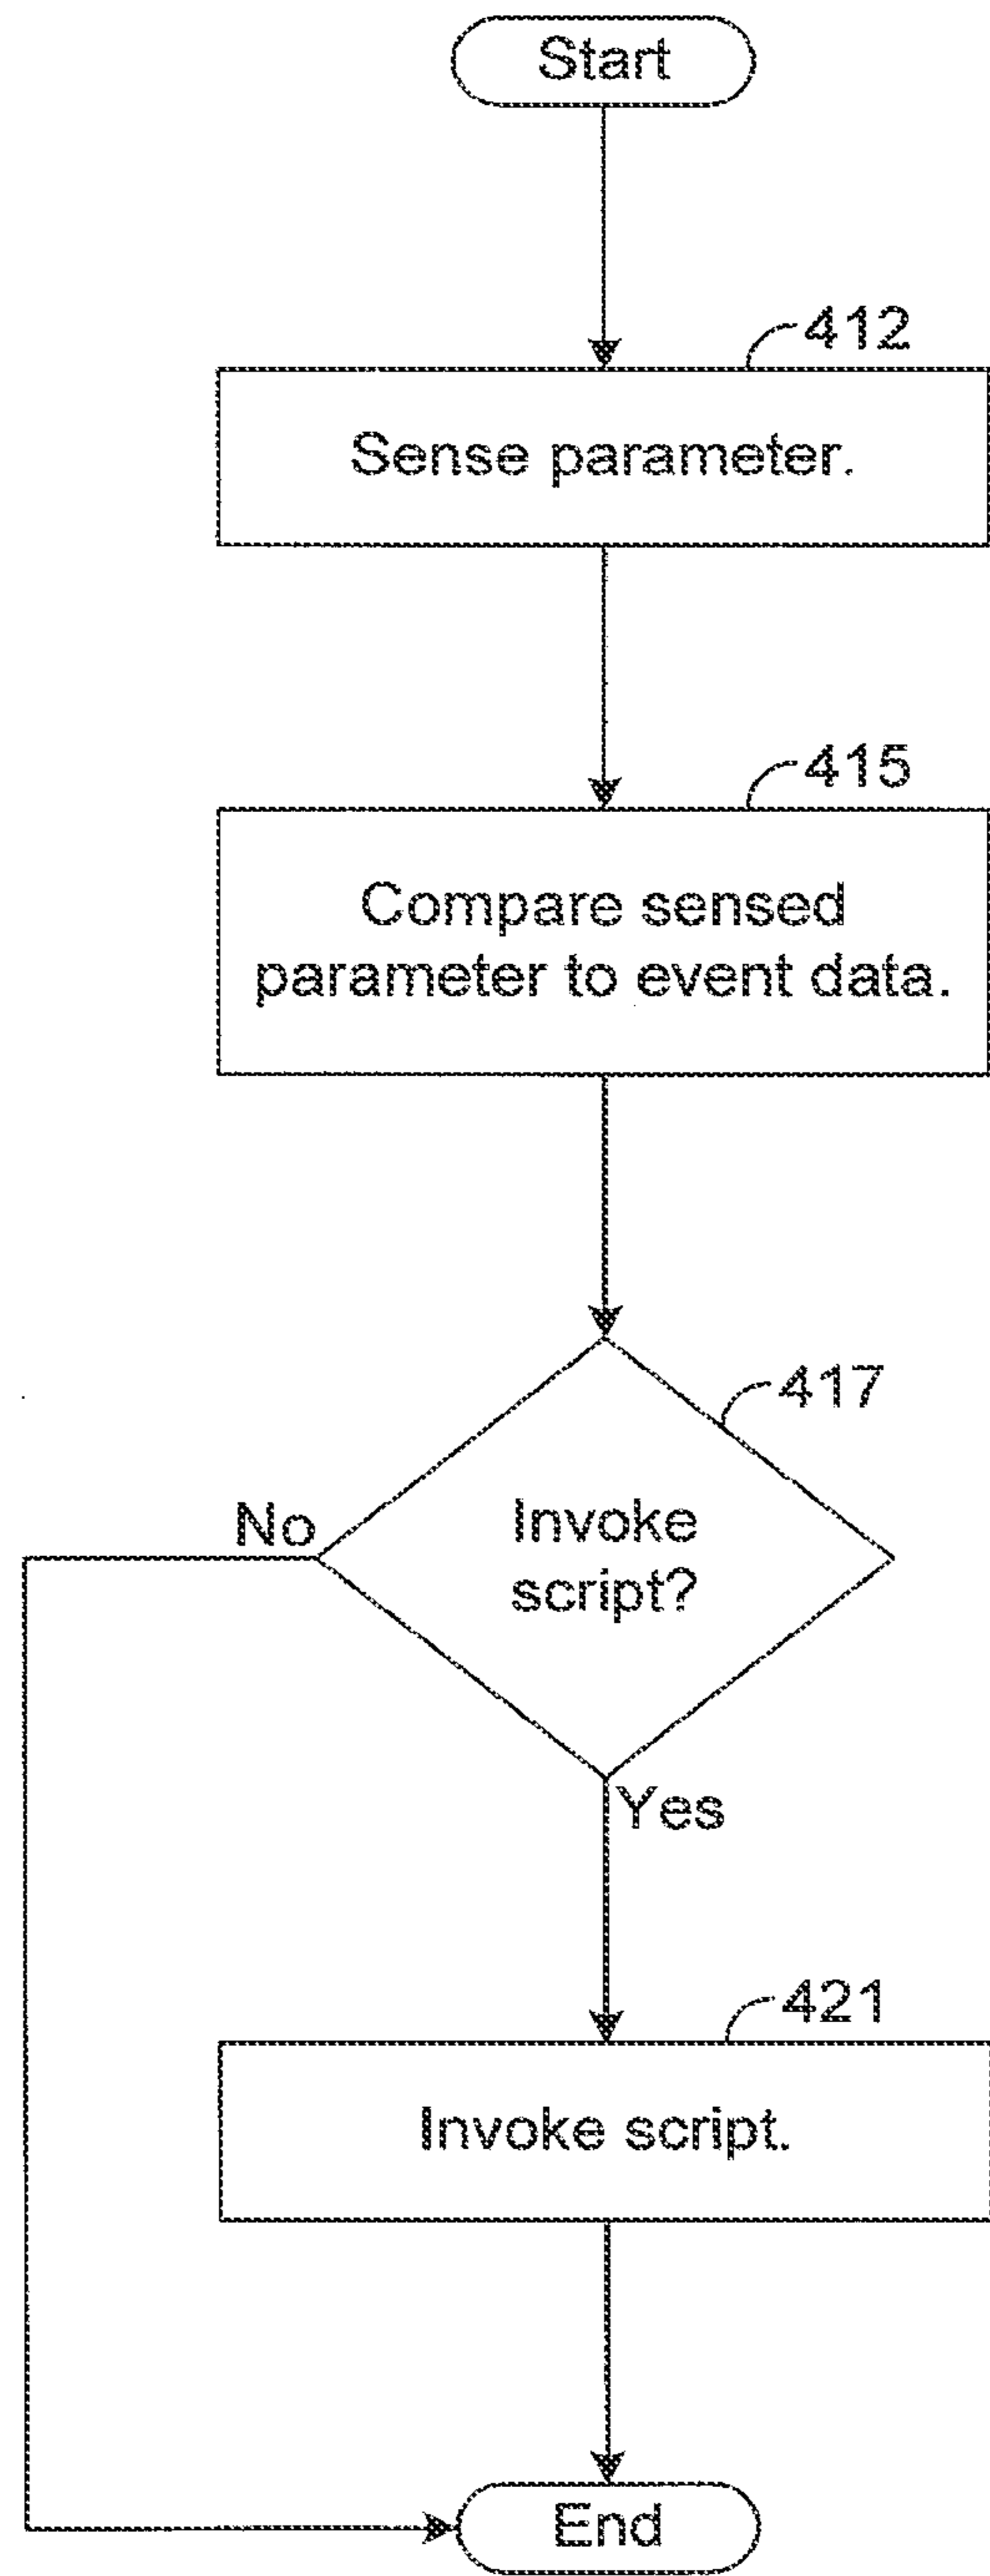 Start
412
Sense parameter.
415
Compare sensed
parameter to event data.
417
No
Invoke
script?
Yes
421
Invoke script.
End